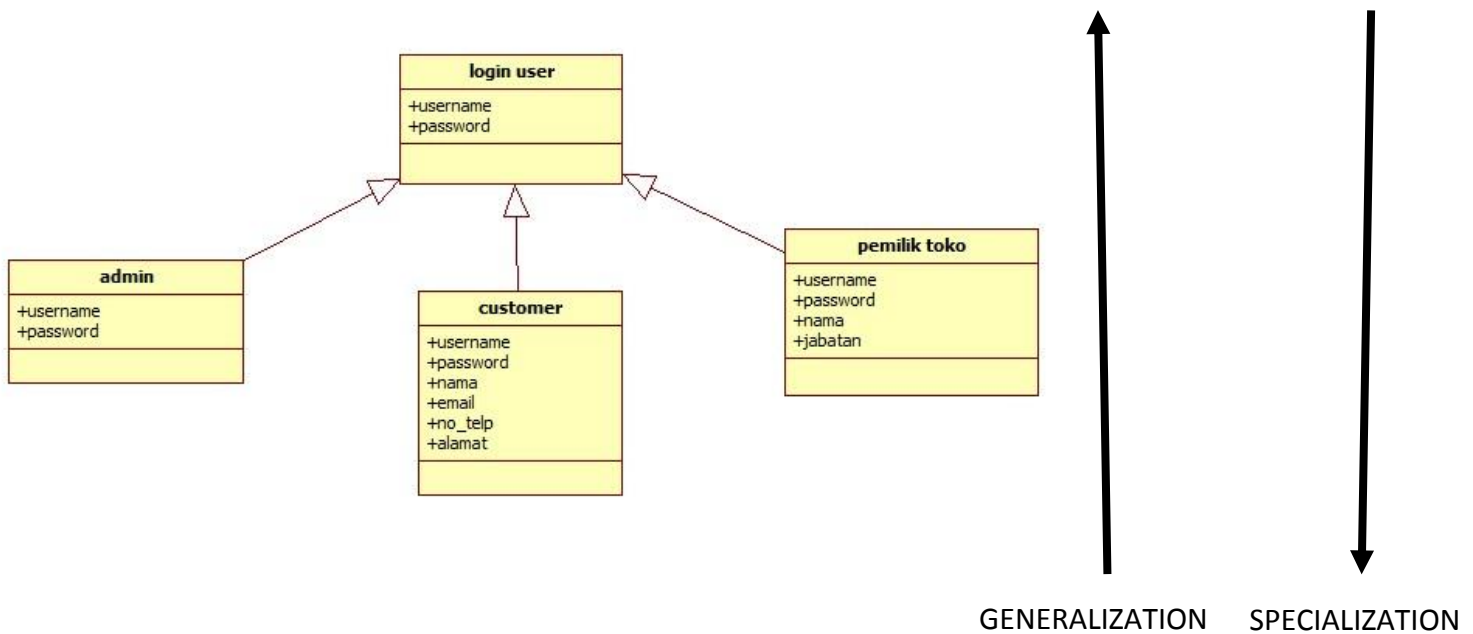 login user
+username
+password
admin
+username
+password
customer
+username
+password
+nama
+email
+no_telp
+alamat
pemilik toko
+username
+password
+nama
+jabatan
GENERALIZATION SPECIALIZATION